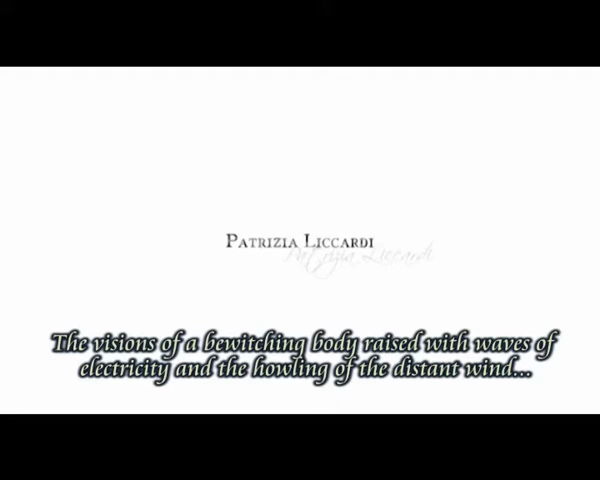 Patrizia Liccardi
Patrizia Liccardi
The visions of a bewitching body raised with waves of
electricity and the howling of the distant wind...